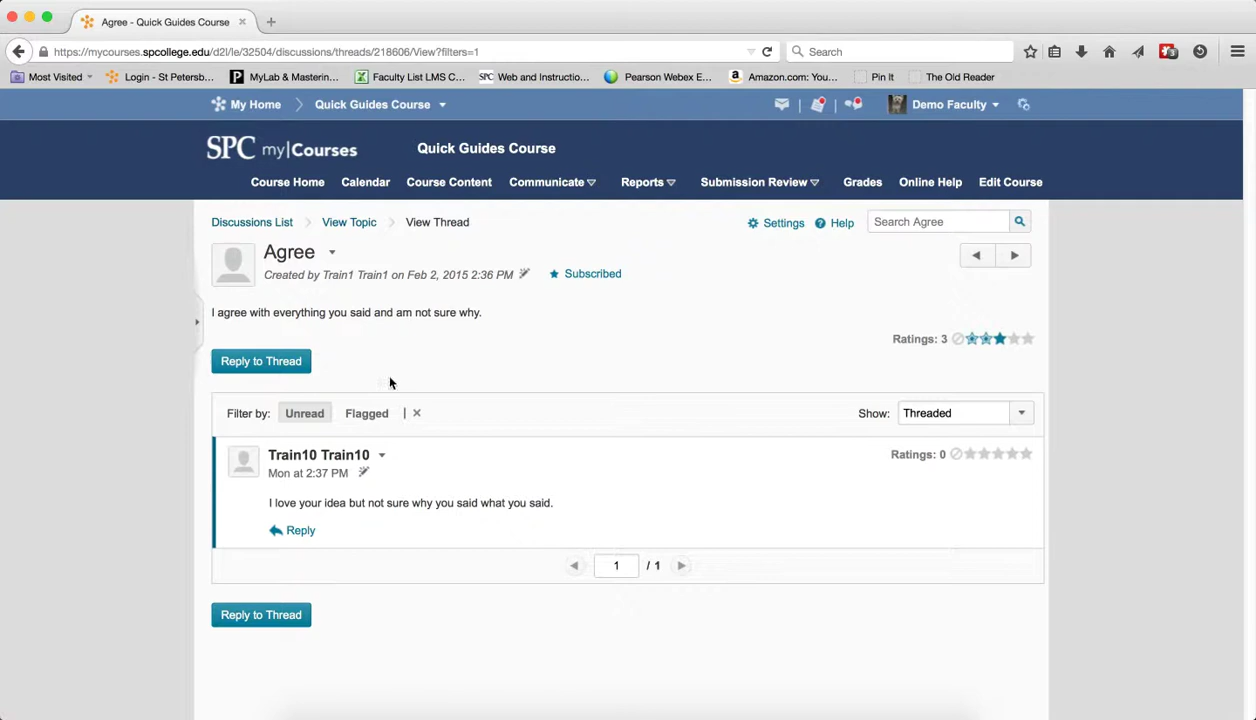 Agree - Quick Guides Course
https://mycourses.spcollege.edu/d2l/le/32504/discussions/threads/218606/View?filters=1
Search
Most Visited
Login - St Petersb...
MyLab & Masterin...
Faculty List LMS C...
SPC Web and Instructio...
Pearson Webex E...
Amazon.com: You...
Pin It
The Old Reader
My Home
Quick Guides Course
Demo Faculty
SPC my|Courses
Quick Guides Course
Course Home
Calendar
Course Content
Communicate
Reports
Submission Review
Grades
Online Help
Edit Course
Discussions List
View Topic
View Thread
Settings
Help
Search Agree
Agree
Created by Train1 Train1 on Feb 2, 2015 2:36 PM
Subscribed
I agree with everything you said and am not sure why.
Ratings: 3
Reply to Thread
Filter by: Unread Flagged |
Show: Threaded
Train10 Train10
Ratings: 0
Mon at 2:37 PM
I love your idea but not sure why you said what you said.
Reply
1 / 1
Reply to Thread